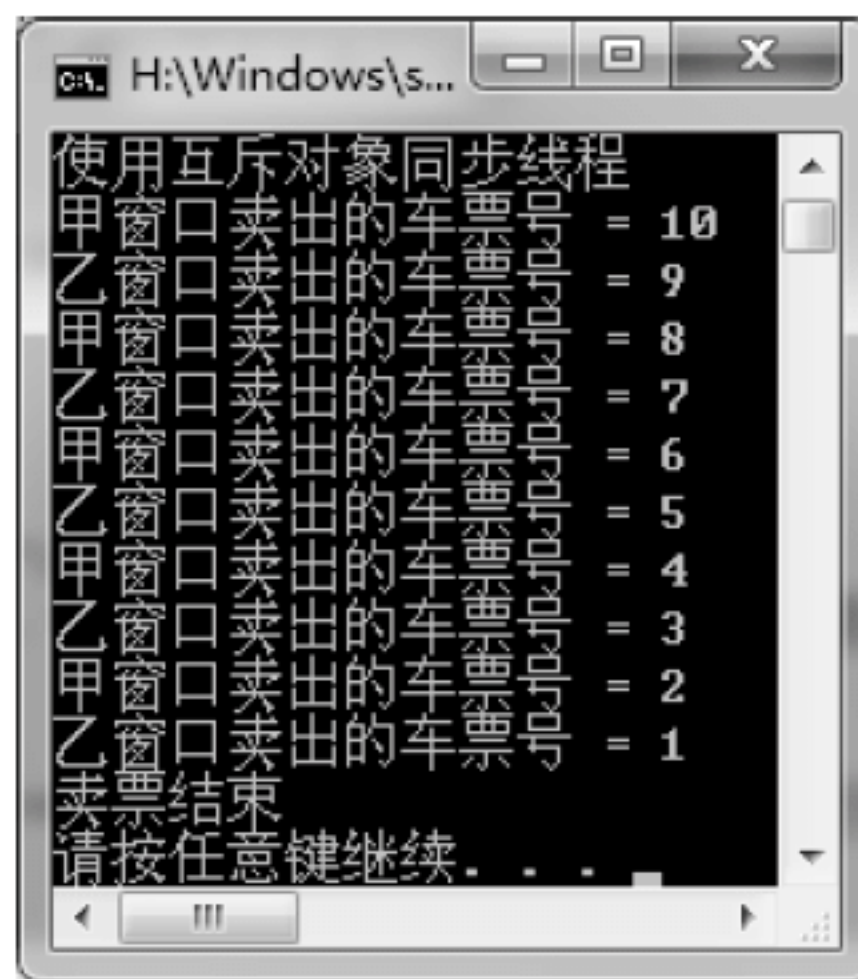 H:\Windows\s...
使用互斥对象同步线程
甲窗口卖出的车票号 = 10
乙窗口卖出的车票号 = 9
甲窗口卖出的车票号 = 8
乙窗口卖出的车票号 = 7
甲窗口卖出的车票号 = 6
乙窗口卖出的车票号 = 5
甲窗口卖出的车票号 = 4
乙窗口卖出的车票号 = 3
甲窗口卖出的车票号 = 2
乙窗口卖出的车票号 = 1
卖票结束
请按任意键继续. . .